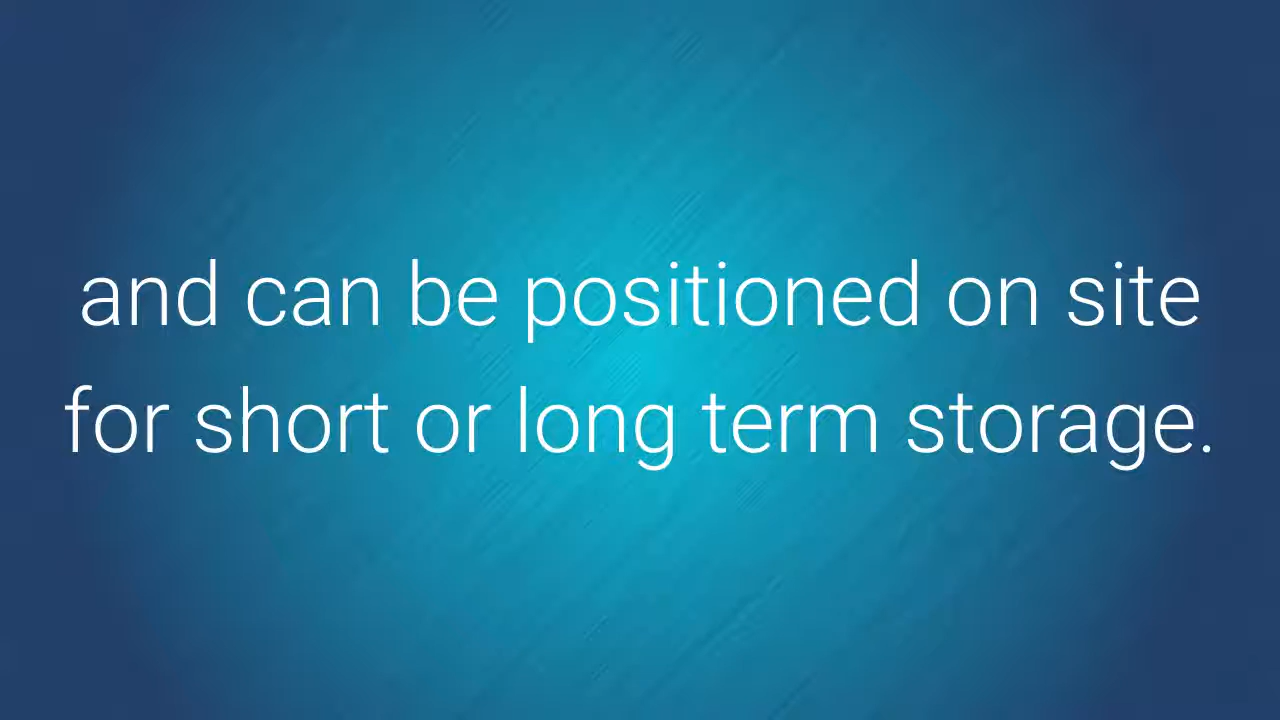 and can be positioned on site
for short or long term storage.